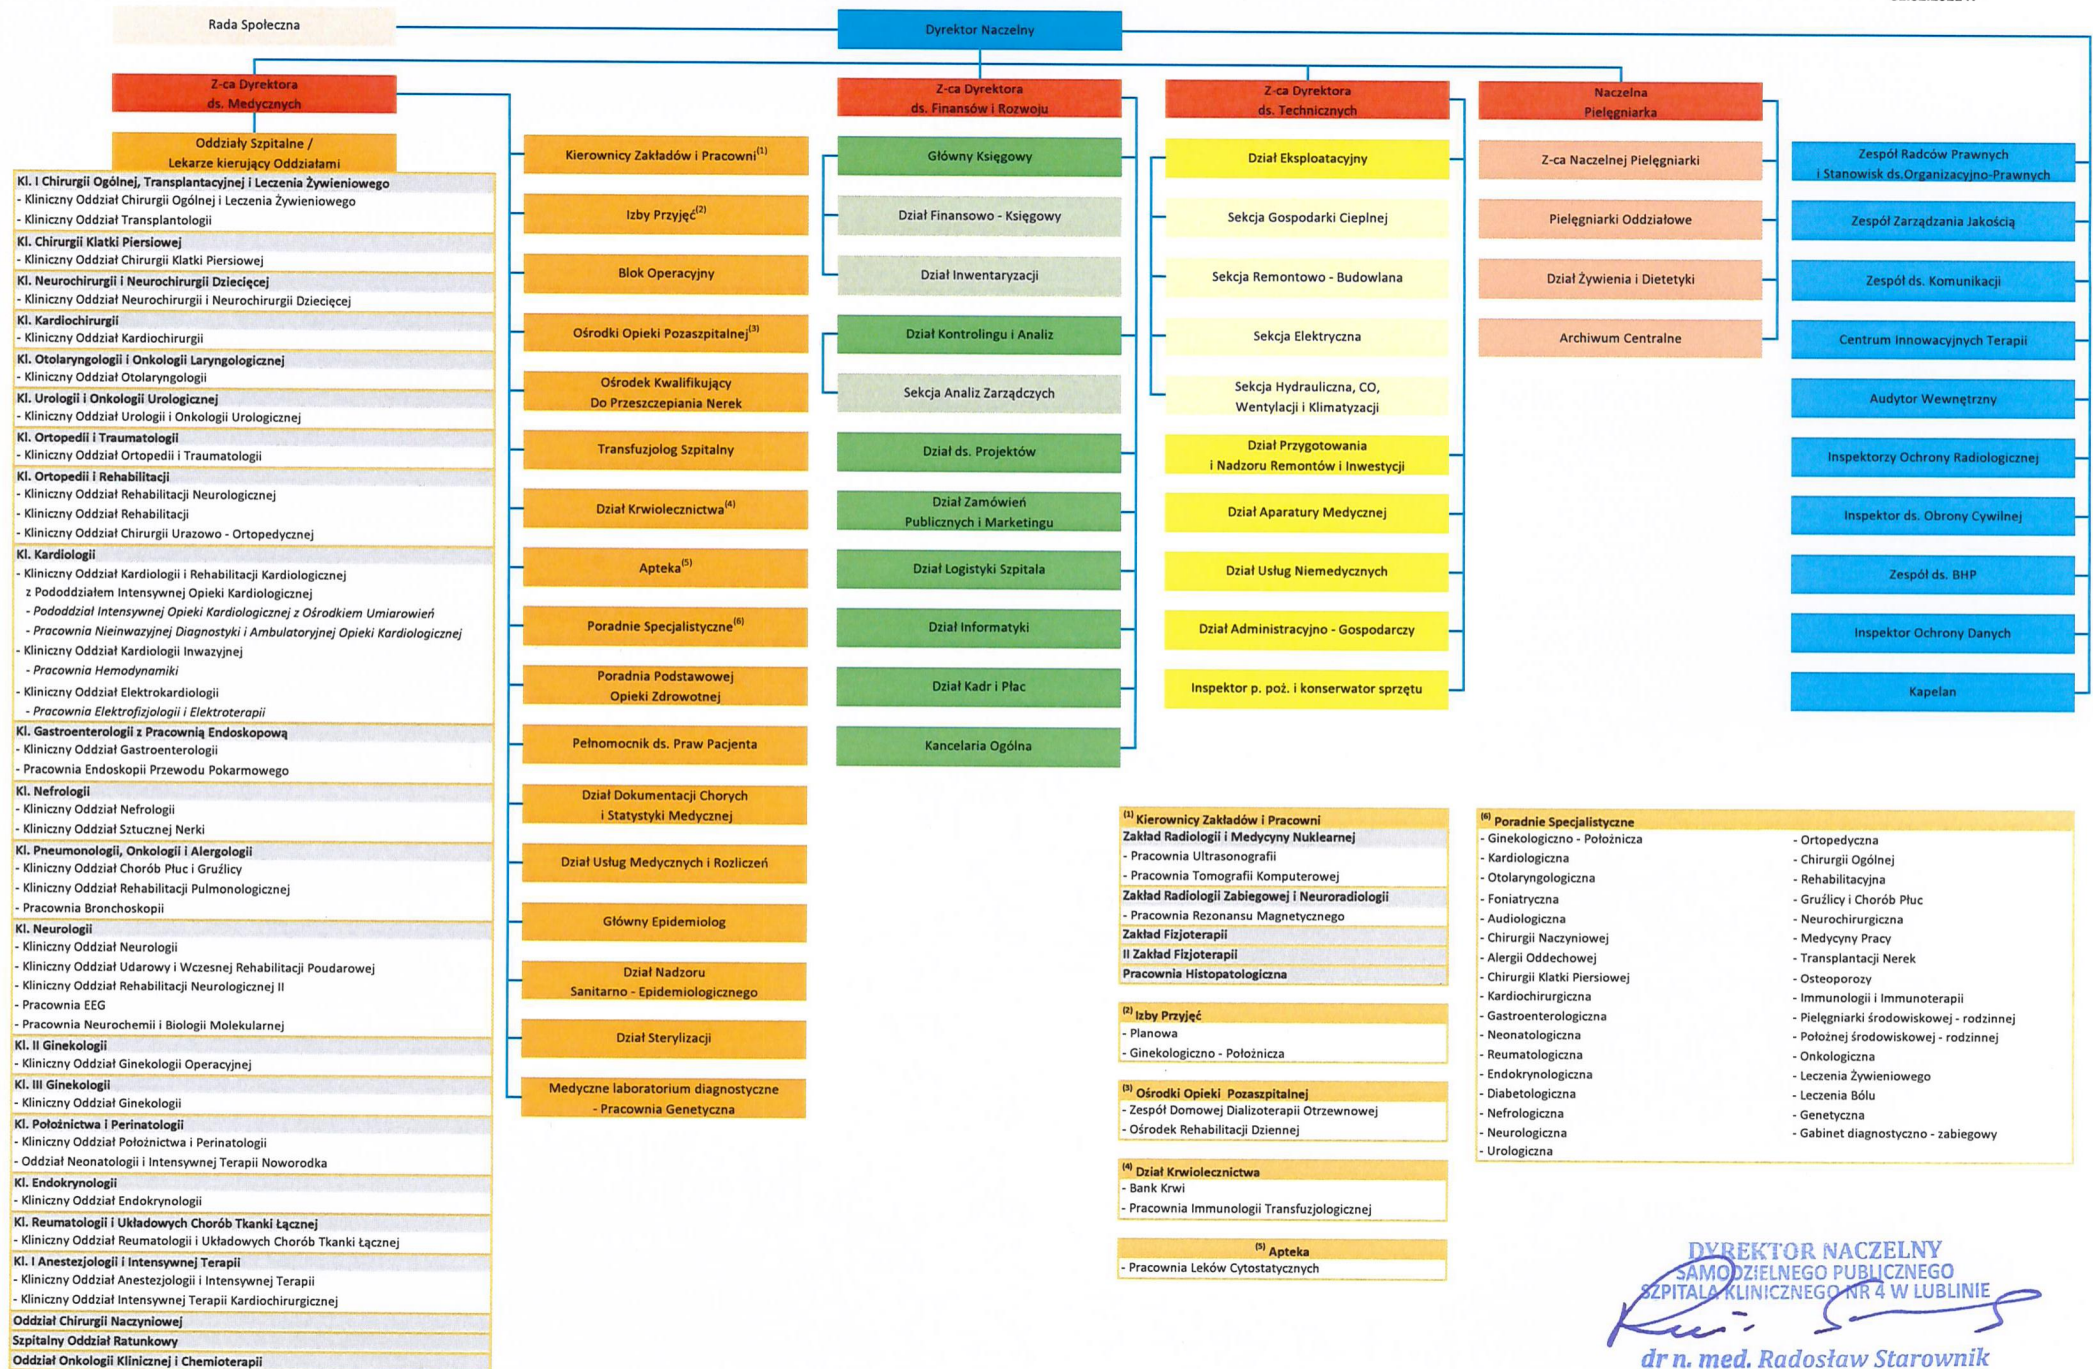 Rada Społeczna
Dyrektor Naczelny
Z-ca Dyrektora
ds. Medycznych
Z-ca Dyrektora
ds. Finansów i Rozwoju
Z-ca Dyrektora
ds. Technicznych
Naczelna
Pielęgniarka
Oddziały Szpitalne /
Lekarze kierujący Oddziałami
Kl. I Chirurgii Ogólnej, Transplantacyjnej i Leczenia Żywieniowego
- Kliniczny Oddział Chirurgii Ogólnej i Leczenia Żywieniowego
- Kliniczny Oddział Transplantologii
Kl. Chirurgii Klatki Piersiowej
- Kliniczny Oddział Chirurgii Klatki Piersiowej
Kl. Neurochirurgii i Neurochirurgii Dziecięcej
- Kliniczny Oddział Neurochirurgii i Neurochirurgii Dziecięcej
Kl. Kardiochirurgii
- Kliniczny Oddział Kardiochirurgii
Kl. Otolaryngologii i Onkologii Laryngologicznej
- Kliniczny Oddział Otolaryngologii
Kl. Urologii i Onkologii Urologicznej
- Kliniczny Oddział Urologii i Onkologii Urologicznej
Kl. Ortopedii i Traumatologii
- Kliniczny Oddział Ortopedii i Traumatologii
Kl. Ortopedii i Rehabilitacji
- Kliniczny Oddział Rehabilitacji Neurologicznej
- Kliniczny Oddział Rehabilitacji
- Kliniczny Oddział Chirurgii Urazowo - Ortopedycznej
Kl. Kardiologii
- Kliniczny Oddział Kardiologii i Rehabilitacji Kardiologicznej
z Pododdziałem Intensywnej Opieki Kardiologicznej
- Pododdział Intensywnej Opieki Kardiologicznej z Ośrodkiem Umiarowień
- Pracownia Nieinwazyjnej Diagnostyki i Ambulatoryjnej Opieki Kardiologicznej
- Kliniczny Oddział Kardiologii Inwazyjnej
- Pracownia Hemodynamiki
- Kliniczny Oddział Elektrokardiologii
- Pracownia Elektrofizjologii i Elektroterapii
Kl. Gastroenterologii z Pracownią Endoskopową
- Kliniczny Oddział Gastroenterologii
- Pracownia Endoskopii Przewodu Pokarmowego
Kl. Nefrologii
- Kliniczny Oddział Nefrologii
- Kliniczny Oddział Sztucznej Nerki
Kl. Pneumonologii, Onkologii i Alergologii
- Kliniczny Oddział Chorób Płuc i Gruźlicy
- Kliniczny Oddział Rehabilitacji Pulmonologicznej
- Pracownia Bronchoskopii
Kl. Neurologii
- Kliniczny Oddział Neurologii
- Kliniczny Oddział Udarowy i Wczesnej Rehabilitacji Poudarowej
- Kliniczny Oddział Rehabilitacji Neurologicznej II
- Pracownia EEG
- Pracownia Neurochemii i Biologii Molekularnej
Kl. II Ginekologii
- Kliniczny Oddział Ginekologii Operacyjnej
Kl. III Ginekologii
- Kliniczny Oddział Ginekologii
Kl. Położnictwa i Perinatologii
- Kliniczny Oddział Położnictwa i Perinatologii
- Oddział Neonatologii i Intensywnej Terapii Noworodka
Kl. Endokrynologii
- Kliniczny Oddział Endokrynologii
Kl. Reumatologii i Układowych Chorób Tkanki Łącznej
- Kliniczny Oddział Reumatologii i Układowych Chorób Tkanki Łącznej
Kl. I Anestezjologii i Intensywnej Terapii
- Kliniczny Oddział Anestezjologii i Intensywnej Terapii
- Kliniczny Oddział Intensywnej Terapii Kardiochirurgicznej
Oddział Chirurgii Naczyniowej
Szpitalny Oddział Ratunkowy
Oddział Onkologii Klinicznej i Chemioterapii
Kierownicy Zakładów i Pracowni(1)
Izby Przyjęć(2)
Blok Operacyjny
Ośrodki Opieki Pozaszpitalnej(3)
Ośrodek Kwalifikujący
Do Przeszczepiania Nerek
Transfuzjolog Szpitalny
Dział Krwiolecznictwa(4)
Apteka(5)
Poradnie Specjalistyczne(6)
Poradnia Podstawowej
Opieki Zdrowotnej
Pełnomocnik ds. Praw Pacjenta
Dział Dokumentacji Chorych
i Statystyki Medycznej
Dział Usług Medycznych i Rozliczeń
Główny Epidemiolog
Dział Nadzoru
Sanitarno - Epidemiologicznego
Dział Sterylizacji
Medyczne laboratorium diagnostyczne
- Pracownia Genetyczna
Główny Księgowy
Dział Finansowo - Księgowy
Dział Inwentaryzacji
Dział Kontrolingu i Analiz
Sekcja Analiz Zarządczych
Dział ds. Projektów
Dział Zamówień
Publicznych i Marketingu
Dział Logistyki Szpitala
Dział Informatyki
Dział Kadr i Płac
Kancelaria Ogólna
Dział Eksploatacyjny
Sekcja Gospodarki Cieplnej
Sekcja Remontowo - Budowlana
Sekcja Elektryczna
Sekcja Hydrauliczna, CO,
Wentylacji i Klimatyzacji
Dział Przygotowania
i Nadzoru Remontów i Inwestycji
Dział Aparatury Medycznej
Dział Usług Niemedycznych
Dział Administracyjno - Gospodarczy
Inspektor p. poż. i konserwator sprzętu
Z-ca Naczelnej Pielęgniarki
Pielęgniarki Oddziałowe
Dział Żywienia i Dietetyki
Archiwum Centralne
Zespół Radców Prawnych
i Stanowisk ds.Organizacyjno-Prawnych
Zespół Zarządzania Jakością
Zespół ds. Komunikacji
Centrum Innowacyjnych Terapii
Audytor Wewnętrzny
Inspektorzy Ochrony Radiologicznej
Inspektor ds. Obrony Cywilnej
Zespół ds. BHP
Inspektor Ochrony Danych
Kapelan
(1) Kierownicy Zakładów i Pracowni
Zakład Radiologii i Medycyny Nuklearnej
- Pracownia Ultrasonografii
- Pracownia Tomografii Komputerowej
Zakład Radiologii Zabiegowej i Neuroradiologii
- Pracownia Rezonansu Magnetycznego
Zakład Fizjoterapii
II Zakład Fizjoterapii
Pracownia Histopatologiczna
(2) Izby Przyjęć
- Planowa
- Ginekologiczno - Położnicza
(3) Ośrodki Opieki Pozaszpitalnej
- Zespół Domowej Dializoterapii Otrzewnowej
- Ośrodek Rehabilitacji Dziennej
(4) Dział Krwiolecznictwa
- Bank Krwi
- Pracownia Immunologii Transfuzjologicznej
(5) Apteka
- Pracownia Leków Cytostatycznych
(6) Poradnie Specjalistyczne
- Ginekologiczno - Położnicza
- Kardiologiczna
- Otolaryngologiczna
- Foniatryczna
- Audiologiczna
- Chirurgii Naczyniowej
- Alergii Oddechowej
- Chirurgii Klatki Piersiowej
- Kardiochirurgiczna
- Gastroenterologiczna
- Neonatologiczna
- Reumatologiczna
- Endokrynologiczna
- Diabetologiczna
- Nefrologiczna
- Neurologiczna
- Urologiczna
- Ortopedyczna
- Chirurgii Ogólnej
- Rehabilitacyjna
- Gruźlicy i Chorób Płuc
- Neurochirurgiczna
- Medycyny Pracy
- Transplantacji Nerek
- Osteoporozy
- Immunologii i Immunoterapii
- Pielęgniarki środowiskowej - rodzinnej
- Położnej środowiskowej - rodzinnej
- Onkologiczna
- Leczenia Żywieniowego
- Leczenia Bólu
- Genetyczna
- Gabinet diagnostyczno - zabiegowy
DYREKTOR NACZELNY
SAMODZIELNEGO PUBLICZNEGO
SZPITALA KLINICZNEGO NR 4 W LUBLINIE
dr n. med. Radosław Starownik